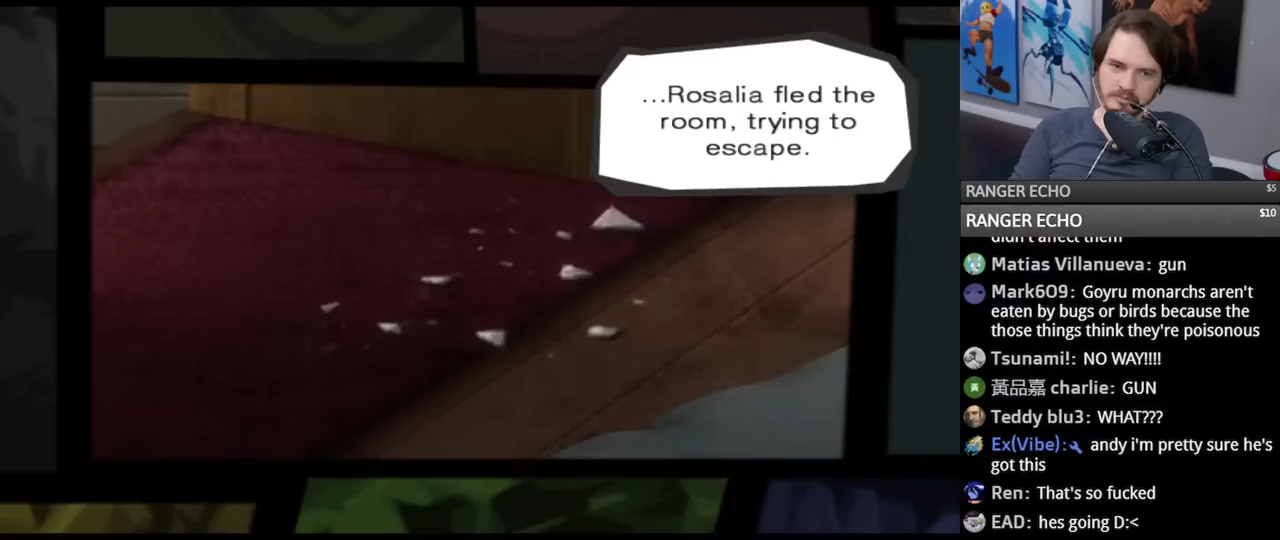 ...Rosalia fled the
room, trying to
escape.
RANGER ECHO $5
RANGER ECHO $10
didn't affect them
Matias Villanueva: gun
Mark609: Goyru monarchs aren't
eaten by bugs or birds because the
those things think they're poisonous
Tsunami!: NO WAY!!!!
黃品嘉 charlie: GUN
Teddy blu3: WHAT???
Ex(Vibe): andy i'm pretty sure he's
got this
Ren: That's so fucked
EAD: hes going D:<